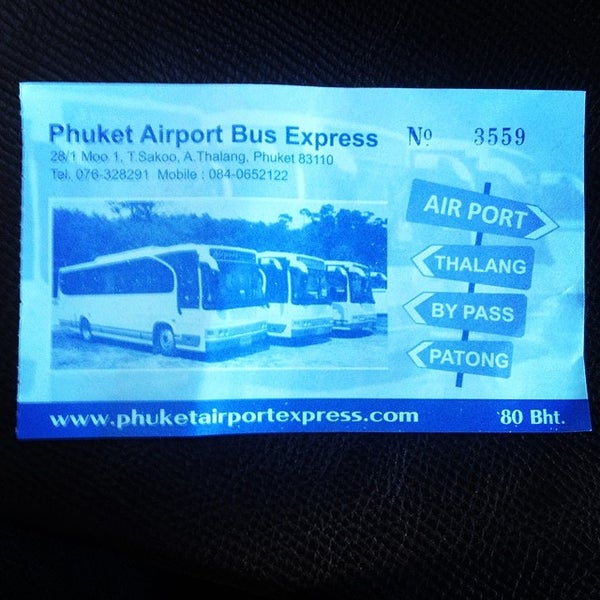 Phuket Airport Bus Express
Nº 3559
28/1 Moo 1, T.Sakoo, A.Thalang, Phuket 83110
Tel. 076-328291 Mobile : 084-0652122
AIR PORT
THALANG
BY PASS
PATONG
www.phuketairportexpress.com
80 Bht.